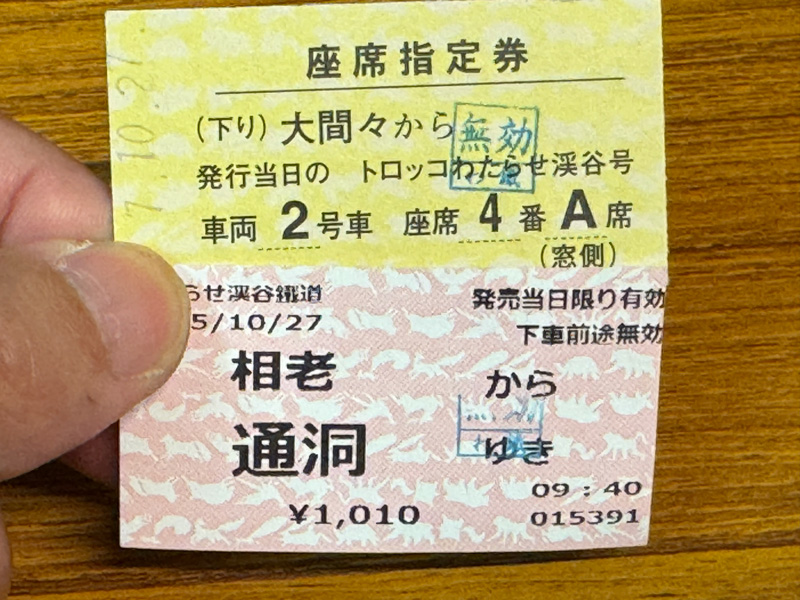 7.10.27
座席指定券
(下り) 大間々から
無効
発行当日の トロッコわたらせ渓谷号
車両 2号車 座席 4番 A席
(窓側)
らせ渓谷鐵道
発売当日限り有効
5/10/27
下車前途無効
相老 から
通洞 ゆき
09:40
¥1,010
015391